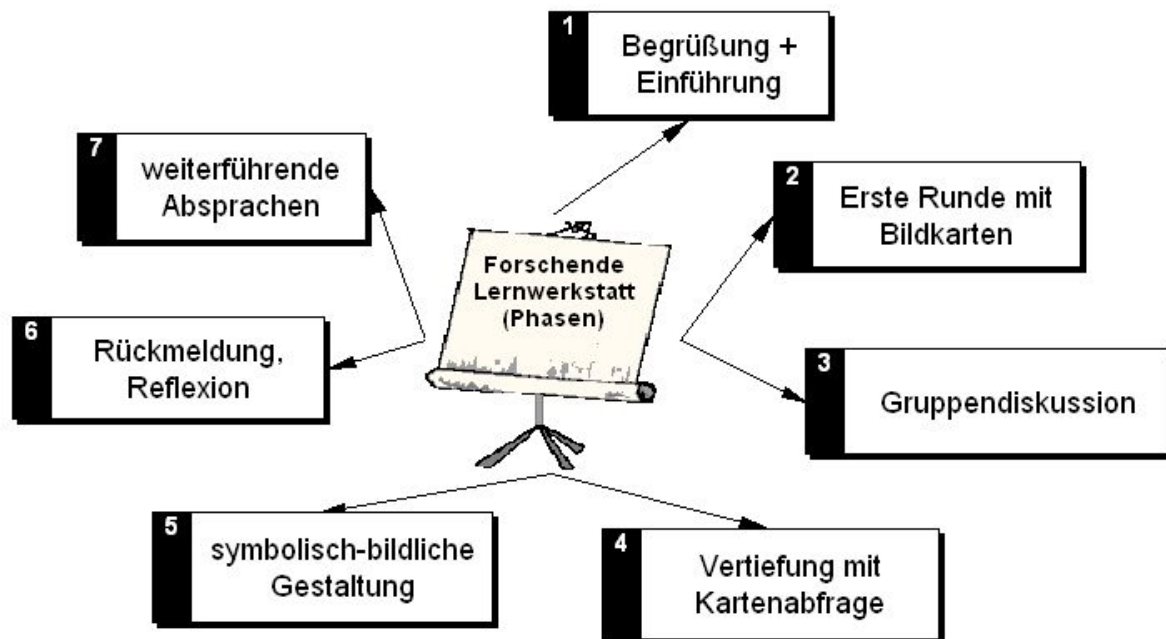 Forschende
Lernwerkstatt
(Phasen)
1
Begrüßung +
Einführung
2
Erste Runde mit
Bildkarten
3
Gruppendiskussion
4
Vertiefung mit
Kartenabfrage
5
symbolisch-bildliche
Gestaltung
6
Rückmeldung,
Reflexion
7
weiterführende
Absprachen